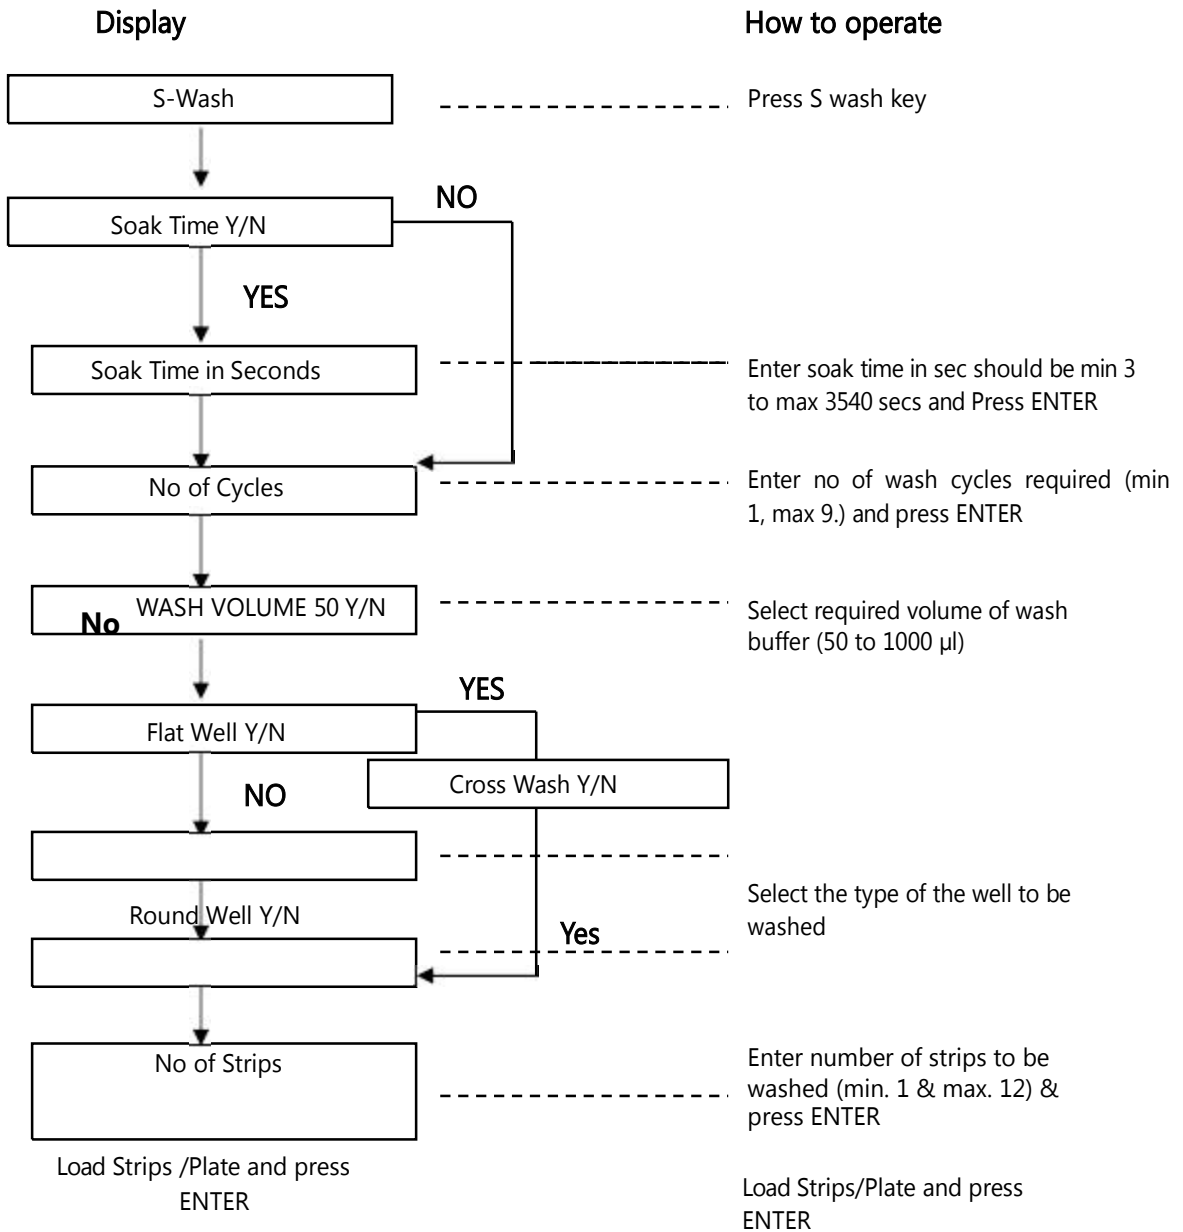 Display
How to operate
S-Wash
Press S wash key
Soak Time Y/N
NO
YES
Soak Time in Seconds
Enter soak time in sec should be min 3
to max 3540 secs and Press ENTER
No of Cycles
Enter no of wash cycles required (min
1, max 9.) and press ENTER
WASH VOLUME 50 Y/N
No
Select required volume of wash
buffer (50 to 1000 µl)
YES
Flat Well Y/N
Cross Wash Y/N
NO
Round Well Y/N
Select the type of the well to be
washed
Yes
No of Strips
Enter number of strips to be
washed (min. 1 & max. 12) &
press ENTER
Load Strips /Plate and press
ENTER
Load Strips/Plate and press
ENTER